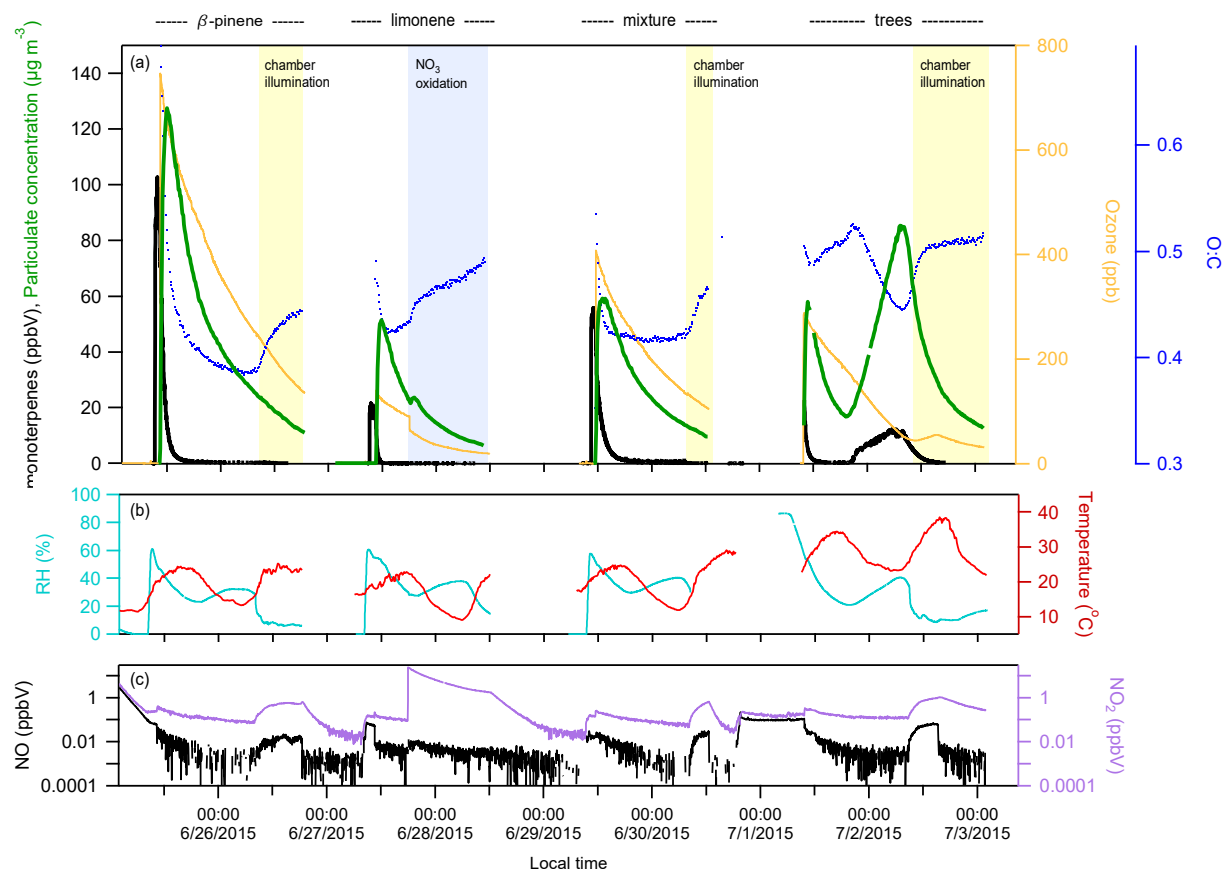 ------ β-pinene ------
------ limonene ------
------ mixture ------
------- trees -------
(a)
chamber
illumination
NO3
oxidation
chamber
illumination
chamber
illumination
monoterpenes (ppbV), Particulate concentration (µg m-3)
140
120
100
80
60
40
20
0
800
600
400
200
0
Ozone (ppb)
0.6
0.5
0.4
0.3
O:C
(b)
RH (%)
100
80
60
40
20
0
40
30
20
10
Temperature (oC)
(c)
NO (ppbV)
1
0.01
0.0001
1
0.01
0.0001
NO2 (ppbV)
00:00
6/26/2015
00:00
6/27/2015
00:00
6/28/2015
00:00
6/29/2015
00:00
6/30/2015
00:00
7/1/2015
00:00
7/2/2015
00:00
7/3/2015
Local time